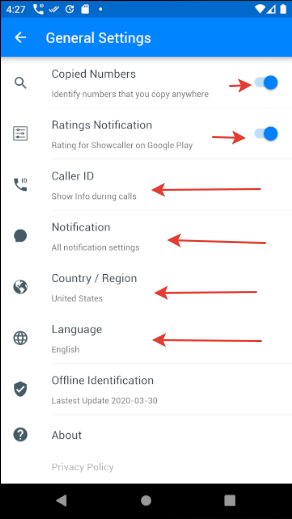 4:27
General Settings
Copied Numbers
Identify numbers that you copy anywhere
Ratings Notification
Rating for Showcaller on Google Play
ID
Caller ID
Show Info during calls
Notification
All notification settings
Country / Region
United States
Language
English
Offline Identification
Lastest Update 2020-03-30
About
Privacy Policy